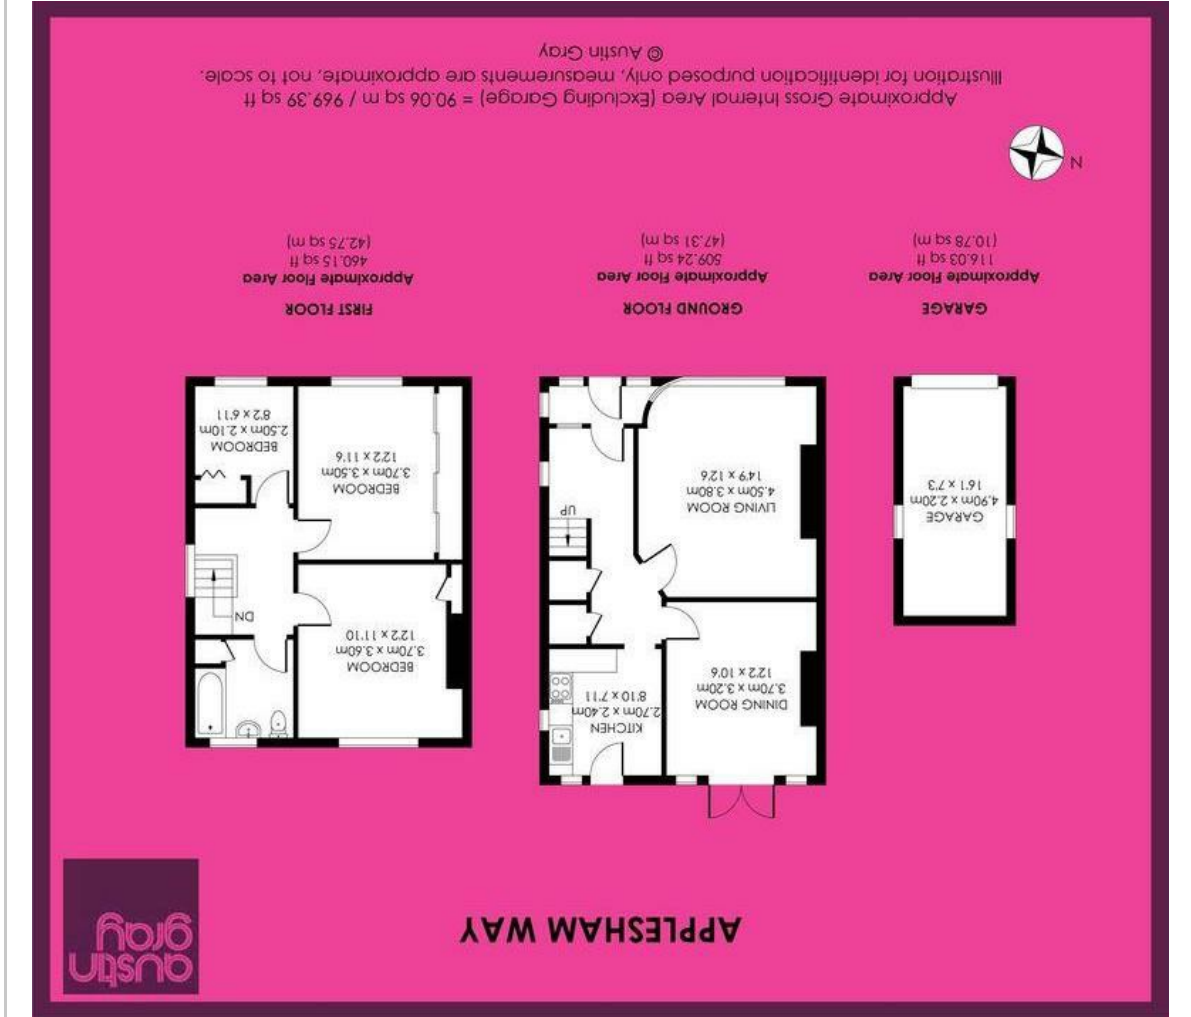 APPLESHAM WAY
austin
gray
DINING ROOM
3.70m x 3.20m
12'2 x 10'6
KITCHEN
2.70m x 2.40m
8'10 x 7'11
LIVING ROOM
4.50m x 3.80m
14'9 x 12'6
UP
GARAGE
4.90m x 2.20m
16'1 x 7'3
BEDROOM
3.70m x 3.60m
12'2 x 11'10
DN
BEDROOM
3.70m x 3.50m
12'2 x 11'6
BEDROOM
2.50m x 2.10m
8'2 x 6'11
GARAGE
Approximate Floor Area
116.03 sq ft
(10.78 sq m)
GROUND FLOOR
Approximate Floor Area
509.24 sq ft
(47.31 sq m)
FIRST FLOOR
Approximate Floor Area
460.15 sq ft
(42.75 sq m)
N
Approximate Gross Internal Area (Excluding Garage) = 90.06 sq m / 969.39 sq ft
Illustration for identification purposed only, measurements are approximate, not to scale.
© Austin Gray